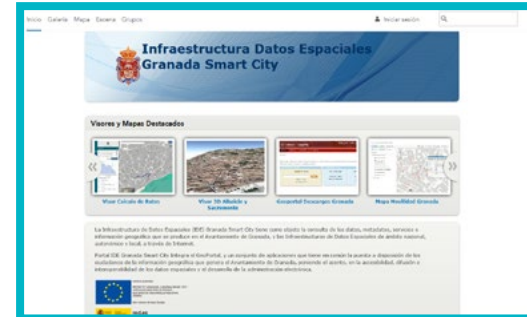 Inicio Galería Mapa Escena Grupos Iniciar sesión
Infraestructura Datos Espaciales
Granada Smart City
Visores y Mapas Destacados
Visor Calculo de Rutas
Visor 3D Albaicín y
Sacromonte
Geoportal Descargas Granada
Mapa Movilidad Granada
La Infraestructura de Datos Espaciales (IDE) Granada Smart City tiene como objeto la consulta de los datos, metadatos, servicios e
información geográfica que se produce en el Ayuntamiento de Granada, y las Infraestructuras de Datos Espaciales de ámbito nacional,
autonómico y local, a través de Internet.
Portal IDE Granada Smart City integra el GeoPortal, y un conjunto de aplicaciones que tiene en común la puesta a disposición de los
ciudadanos de la información geográfica que genera el Ayuntamiento de Granada, poniendo el acento, en la accesibilidad, difusión e
interoperabilidad de los datos espaciales y el desarrollo de la administración electrónica.